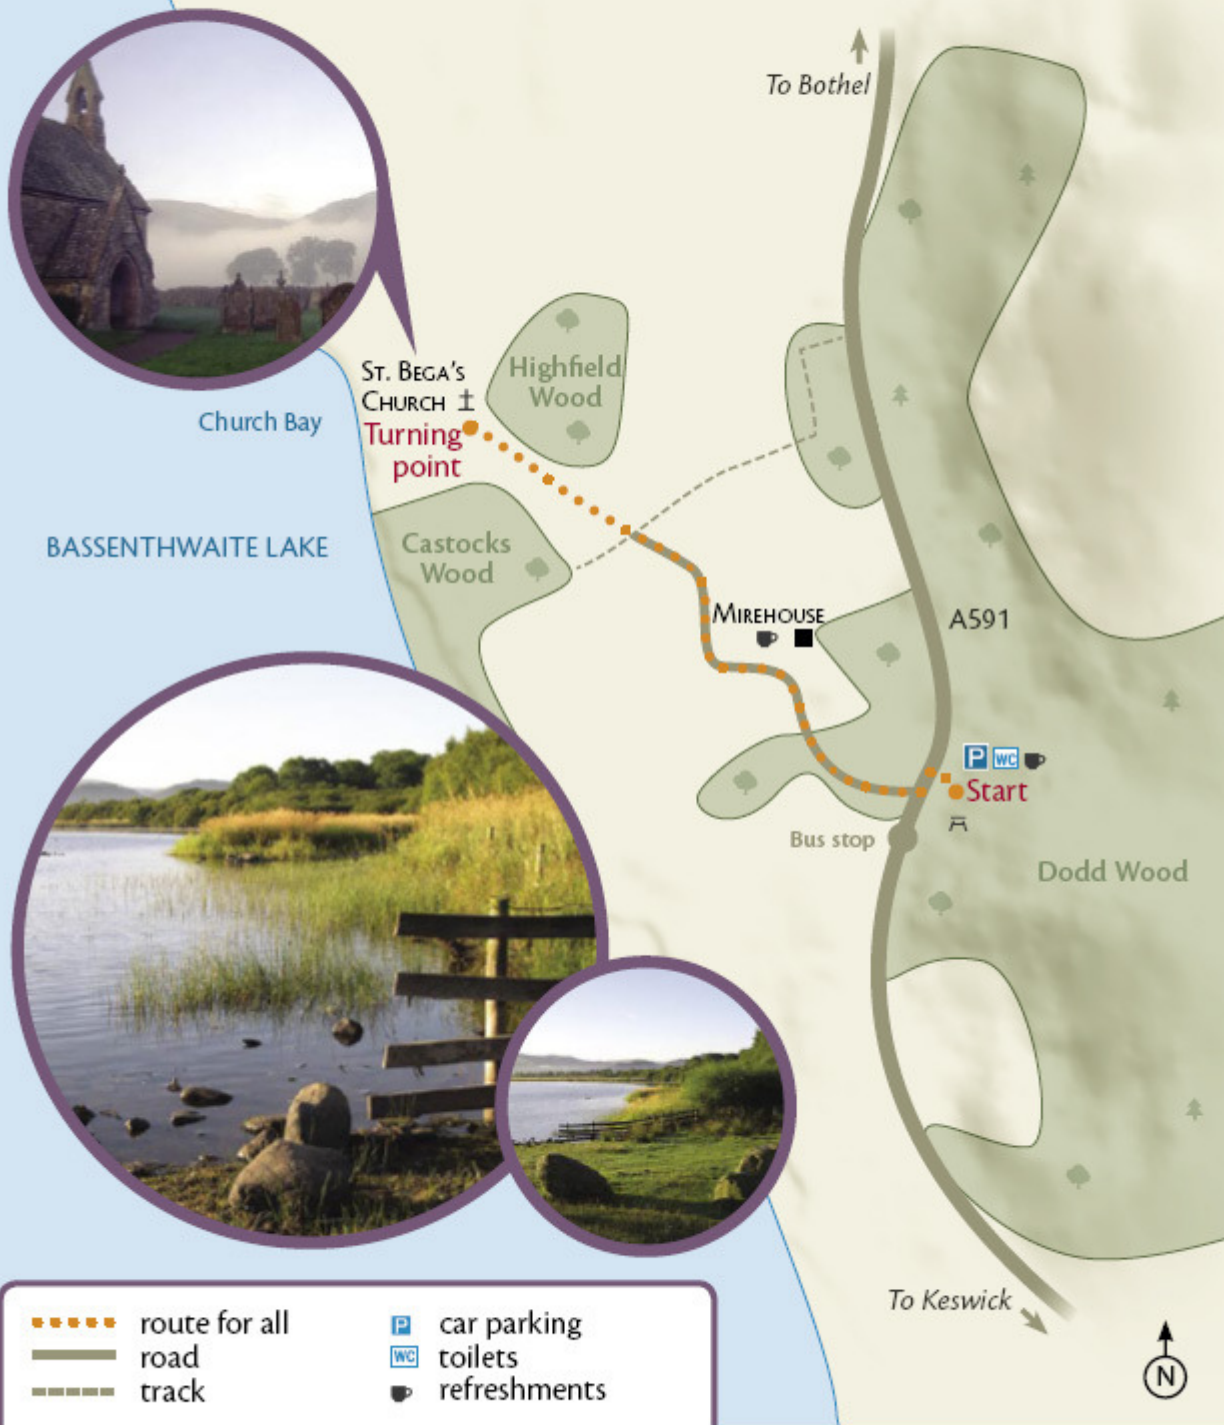 To Bothel
ST. BEGA'S
CHURCH
Turning
point
Highfield
Wood
Church Bay
BASSENTHWAITE LAKE
Castocks
Wood
MIREHOUSE
A591
P WC
Start
Bus stop
Dodd Wood
To Keswick
N
route for all
road
track
P car parking
WC toilets
refreshments